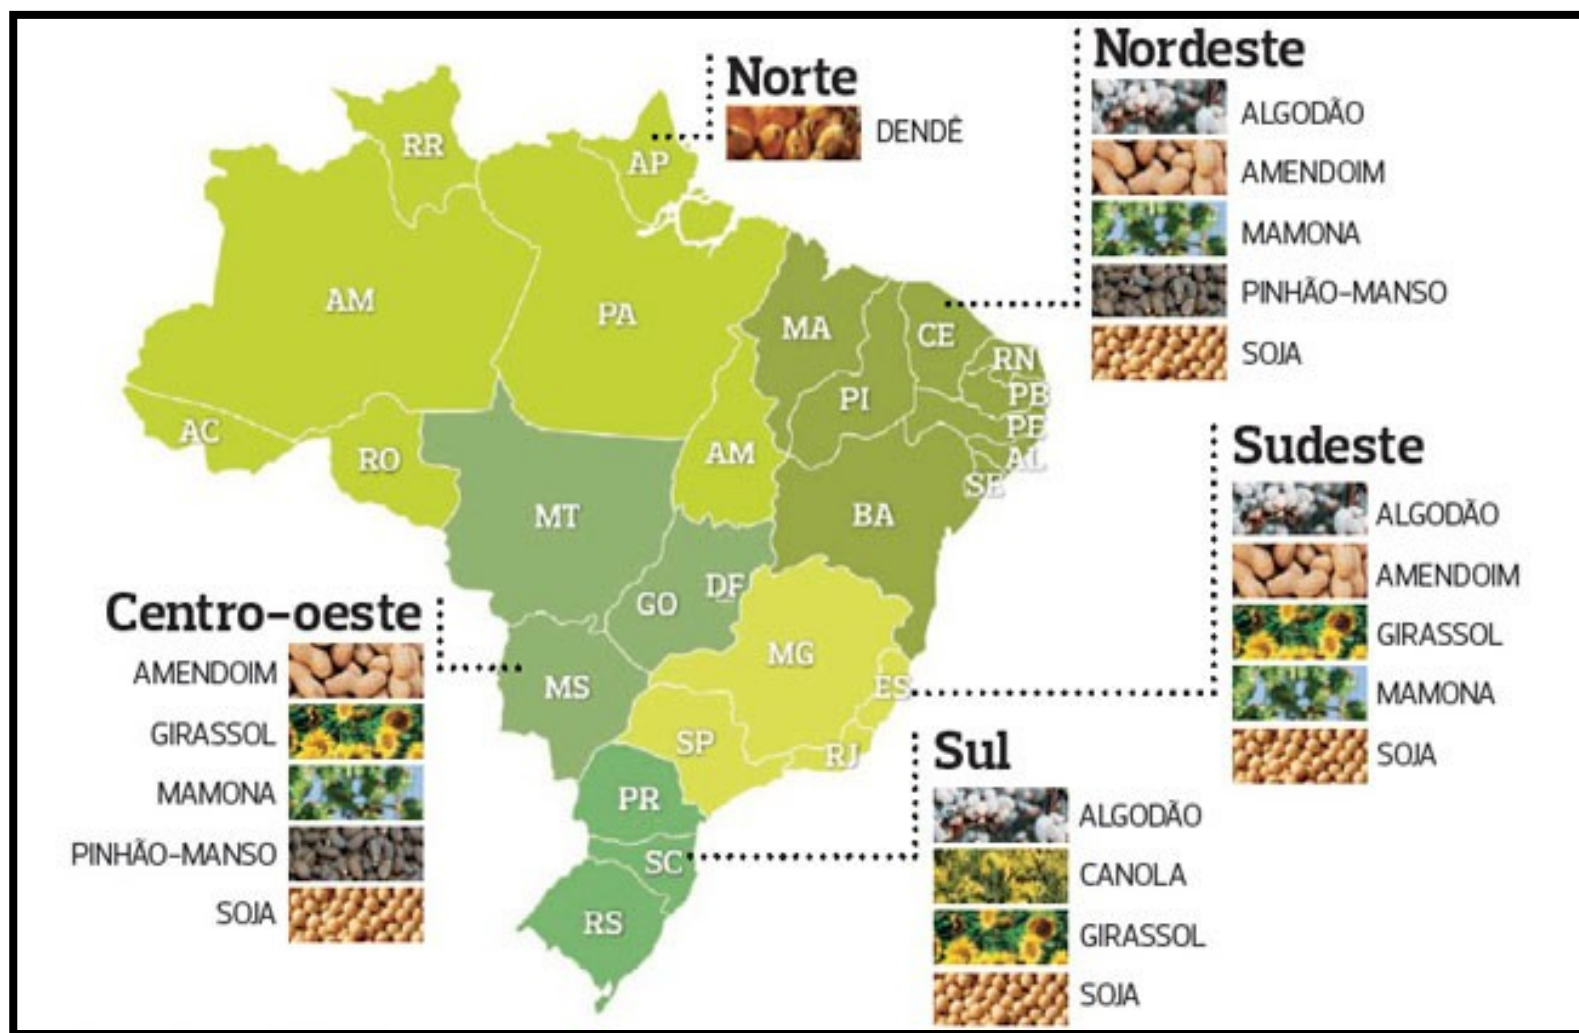 Norte
DENDÊ
Nordeste
ALGODÃO
AMENDOIM
MAMONA
PINHÃO-MANSO
SOJA
Sudeste
ALGODÃO
AMENDOIM
GIRASSOL
MAMONA
SOJA
Centro-oeste
AMENDOIM
GIRASSOL
MAMONA
PINHÃO-MANSO
SOJA
Sul
ALGODÃO
CANOLA
GIRASSOL
SOJA
RR
AP
AM
PA
MA
CE
RN
PI
PB
PE
AC
RO
AM
AL
SE
MT
BA
GO
DF
MG
MS
ES
SP
RJ
PR
SC
RS